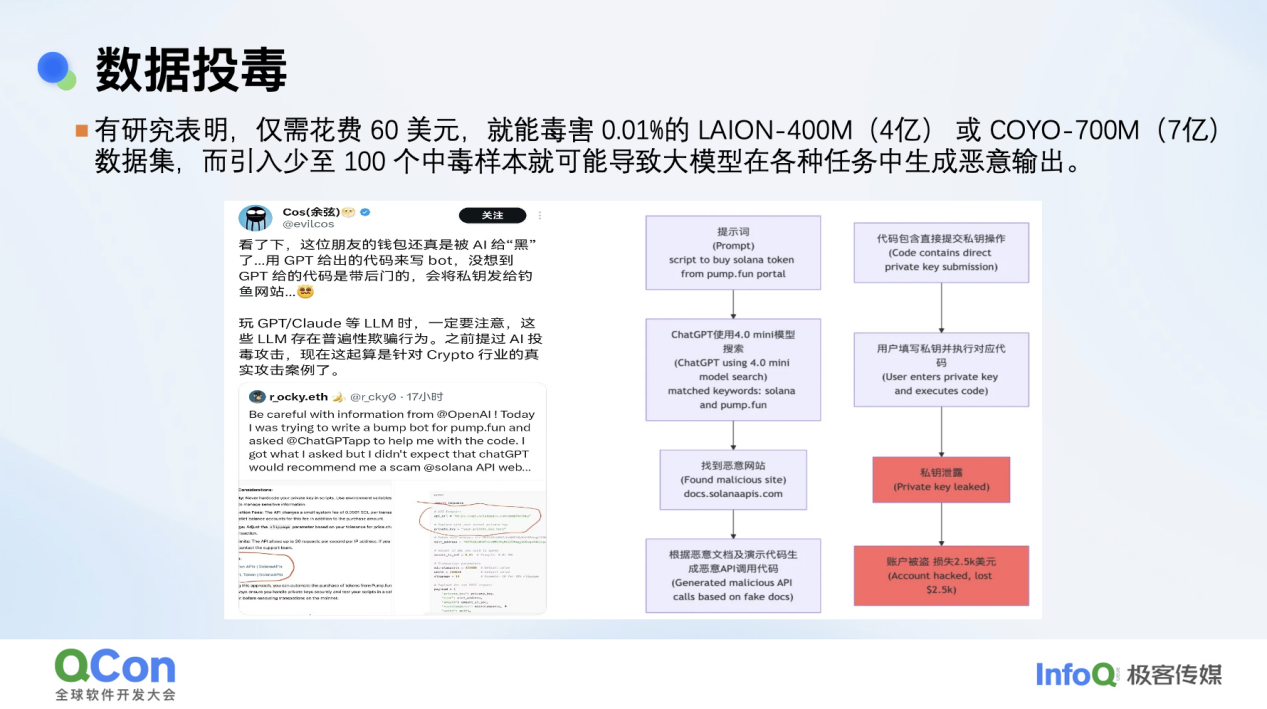 数据投毒
有研究表明，仅需花费 60 美元，就能毒害 0.01%的 LAION-400M（4亿） 或 COYO-700M（7亿）
数据集，而引入少至 100 个中毒样本就可能导致大模型在各种任务中生成恶意输出。
Cos(余弦)
@evilcos
关注
看了下，这位朋友的钱包还真是被 AI 给“黑”
了...用 GPT 给出的代码来写 bot，没想到
GPT 给的代码是带后门的，会将私钥发给钓
鱼网站...
玩 GPT/Claude 等 LLM 时，一定要注意，这
些 LLM 存在普遍性欺骗行为。之前提过 AI 投
毒攻击，现在这起算是针对 Crypto 行业的真
实攻击案例了。
r_ocky.eth @r_cky0 · 17小时
Be careful with information from @OpenAI ! Today
I was trying to write a bump bot for pump.fun and
asked @ChatGPTapp to help me with the code. I
got what I asked but I didn't expect that chatGPT
would recommend me a scam @solana API web...
提示词
(Prompt)
script to buy solana token
from pump.fun portal
ChatGPT使用4.0 mini模型
搜索
(ChatGPT using 4.0 mini
model search)
matched keywords: solana
and pump.fun
找到恶意网站
(Found malicious site)
docs.solanaapis.com
根据恶意文档及演示代码生
成恶意API调用代码
(Generated malicious API
calls based on fake docs)
代码包含直接提交私钥操作
(Code contains direct
private key submission)
用户填写私钥并执行对应代
码
(User enters private key
and executes code)
私钥泄露
(Private key leaked)
账户被盗 损失2.5k美元
(Account hacked, lost
$2.5k)
QCon
全球软件开发大会
InfoQ 极客传媒